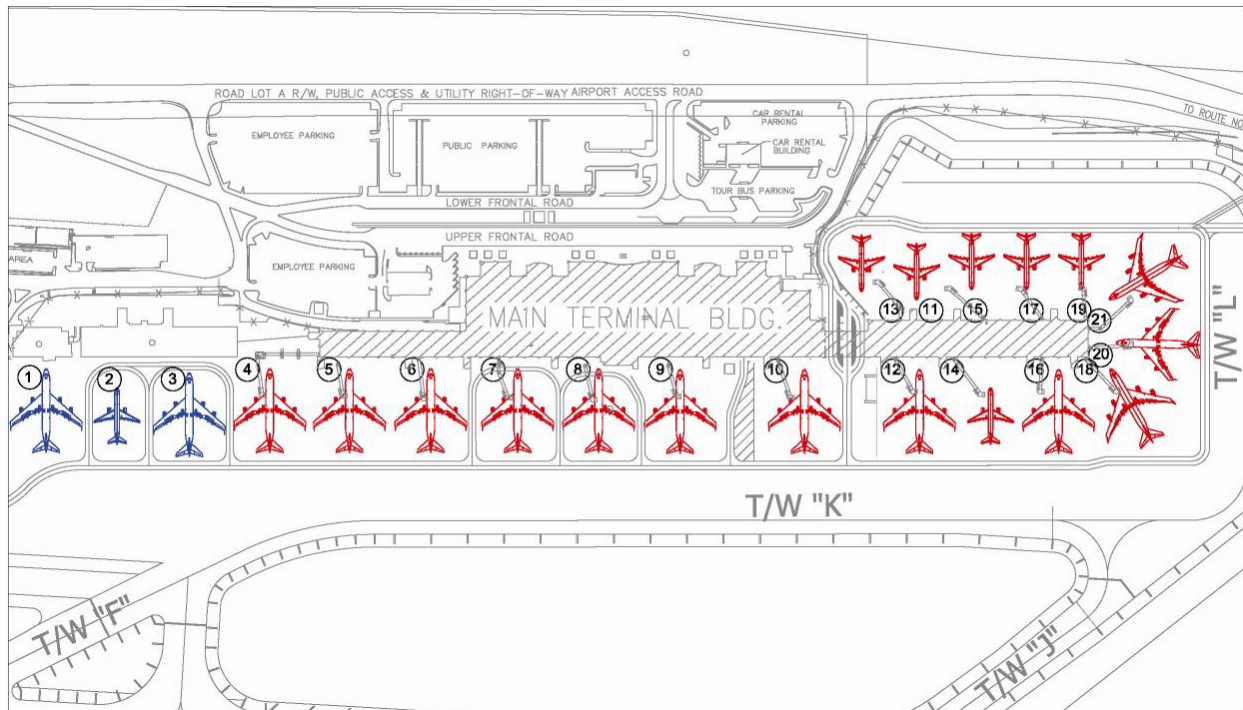 ROAD LOT A R/W, PUBLIC ACCESS & UTILITY RIGHT-OF-WAY AIRPORT ACCESS ROAD
TO ROUTE NO
EMPLOYEE PARKING
PUBLIC PARKING
CAR RENTAL
PARKING
CAR RENTAL
BUILDING
TOUR BUS PARKING
LOWER FRONTAL ROAD
UPPER FRONTAL ROAD
AREA
EMPLOYEE PARKING
MAIN TERMINAL BLDG.
13
11
15
17
19
21
20
1
2
3
4
5
6
7
8
9
10
12
14
16
18
T/W "L"
T/W "K"
T/W "F"
T/W "J"